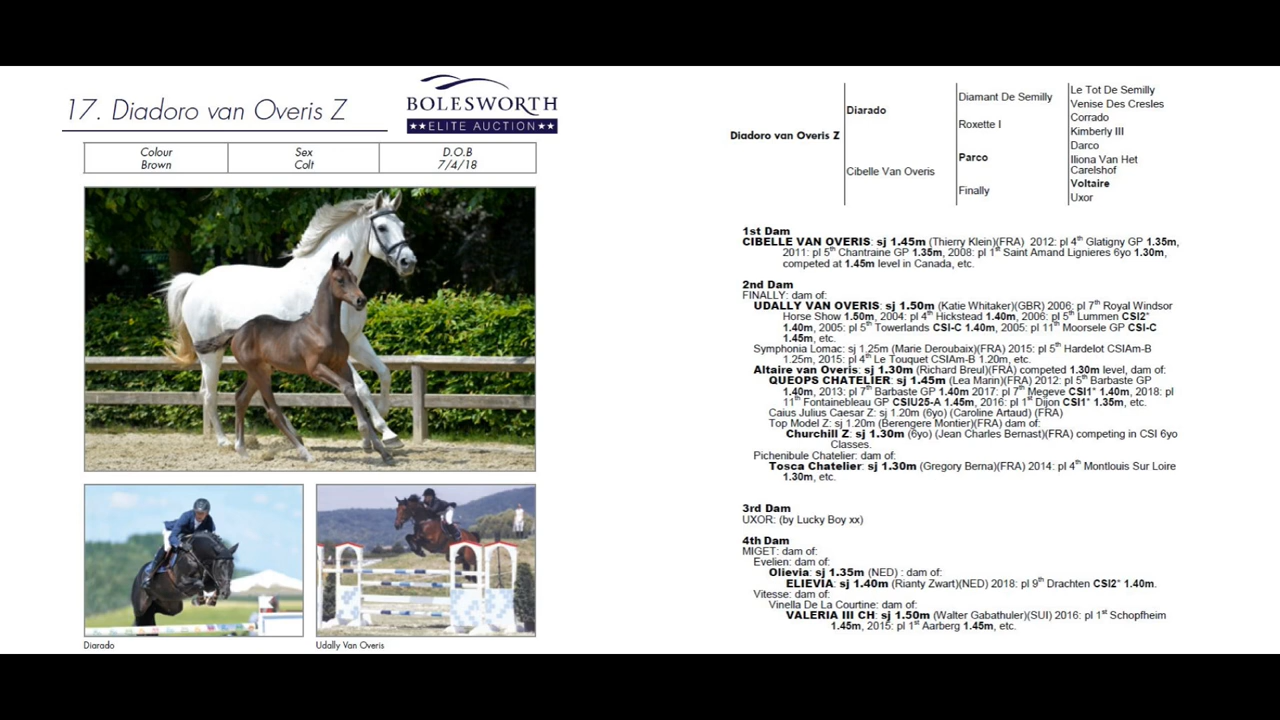 17. Diadoro van Overis Z
BOLESWORTH
★★ELITE AUCTION★★
Colour
Brown
Sex
Colt
D.O.B
7/4/18
Diarado
Udally Van Overis
Diadoro van Overis Z
Diarado
Cibelle Van Overis
Diamant De Semilly
Roxette I
Parco
Finally
Le Tot De Semilly
Venise Des Cresles
Corrado
Kimberly III
Darco
Iliona Van Het
Carelshof
Voltaire
Uxor
1st Dam
CIBELLE VAN OVERIS: sj 1.45m (Thierry Klein)(FRA) 2012: pl 4th Glatigny GP 1.35m,
2011: pl 5th Chantraine GP 1.35m, 2008: pl 1st Saint Amand Lignieres 6yo 1.30m,
competed at 1.45m level in Canada, etc.
2nd Dam
FINALLY: dam of:
UDALLY VAN OVERIS: sj 1.50m (Katie Whitaker)(GBR) 2006: pl 7th Royal Windsor
Horse Show 1.50m, 2004: pl 4th Hickstead 1.40m, 2006: pl 5th Lummen CSI2*
1.40m, 2005: pl 5th Towerlands CSI-C 1.40m, 2005: pl 11th Moorsele GP CSI-C
1.45m, etc.
Symphonia Lomac: sj 1.25m (Marie Deroubaix)(FRA) 2015: pl 5th Hardelot CSIAm-B
1.25m, 2015: pl 4th Le Touquet CSIAm-B 1.20m, etc.
Altaire van Overis: sj 1.30m (Richard Breul)(FRA) competed 1.30m level, dam of:
QUEOPS CHATELIER: sj 1.45m (Lea Marin)(FRA) 2012: pl 5th Barbaste GP
1.40m, 2013: pl 7th Barbaste GP 1.40m 2017: pl 7th Megeve CSI1* 1.40m, 2018: pl
11th Fontainebleau GP CSIU25-A 1.45m, 2016: pl 1st Dijon CSI1* 1.35m, etc.
Caius Julius Caesar Z: sj 1.20m (6yo) (Caroline Artaud) (FRA)
Top Model Z: sj 1.20m (Berengere Montier)(FRA) dam of:
Churchill Z: sj 1.30m (6yo) (Jean Charles Bernast)(FRA) competing in CSI 6yo
Classes.
Pichenibule Chatelier: dam of:
Tosca Chatelier: sj 1.30m (Gregory Berna)(FRA) 2014: pl 4th Montlouis Sur Loire
1.30m, etc.
3rd Dam
UXOR: (by Lucky Boy xx)
4th Dam
MIGET: dam of:
Evelien: dam of:
Olievia: sj 1.35m (NED) : dam of:
ELIEVIA: sj 1.40m (Rianty Zwart)(NED) 2018: pl 9th Drachten CSI2* 1.40m.
Vitesse: dam of:
Vinella De La Courtine: dam of:
VALERIA III CH: sj 1.50m (Walter Gabathuler)(SUI) 2016: pl 1st Schopfheim
1.45m, 2015: pl 1st Aarberg 1.45m, etc.